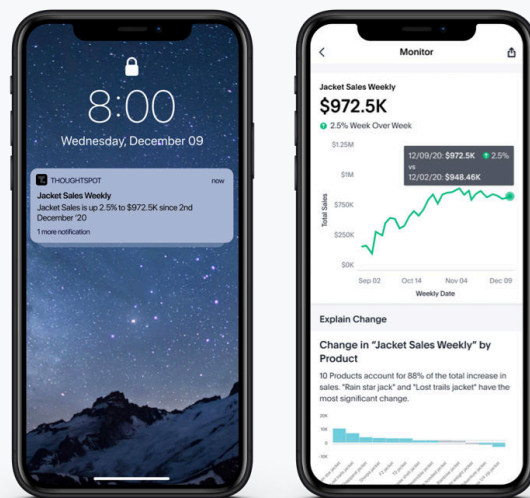 8:00
Wednesday, December 09
THOUGHTSPOT
now
Jacket Sales Weekly
Jacket Sales is up 2.5% to $972.5K since 2nd
December '20
1 more notification
Monitor
Jacket Sales Weekly
$972.5K
2.5% Week Over Week
$1.25M
12/09/20: $972.5K 2.5%
vs
12/02/20: $948.46K
$1M
$750K
$250K
$0K
Total Sales
Sep 02 Oct 14 Nov 04 Dec 09
Weekly Date
Explain Change
Change in "Jacket Sales Weekly" by
Product
10 Products account for 88% of the total increase in
sales. "Rain star jack" and "Lost trails jacket" have the
most significant change.
20K
10K
0
-10K